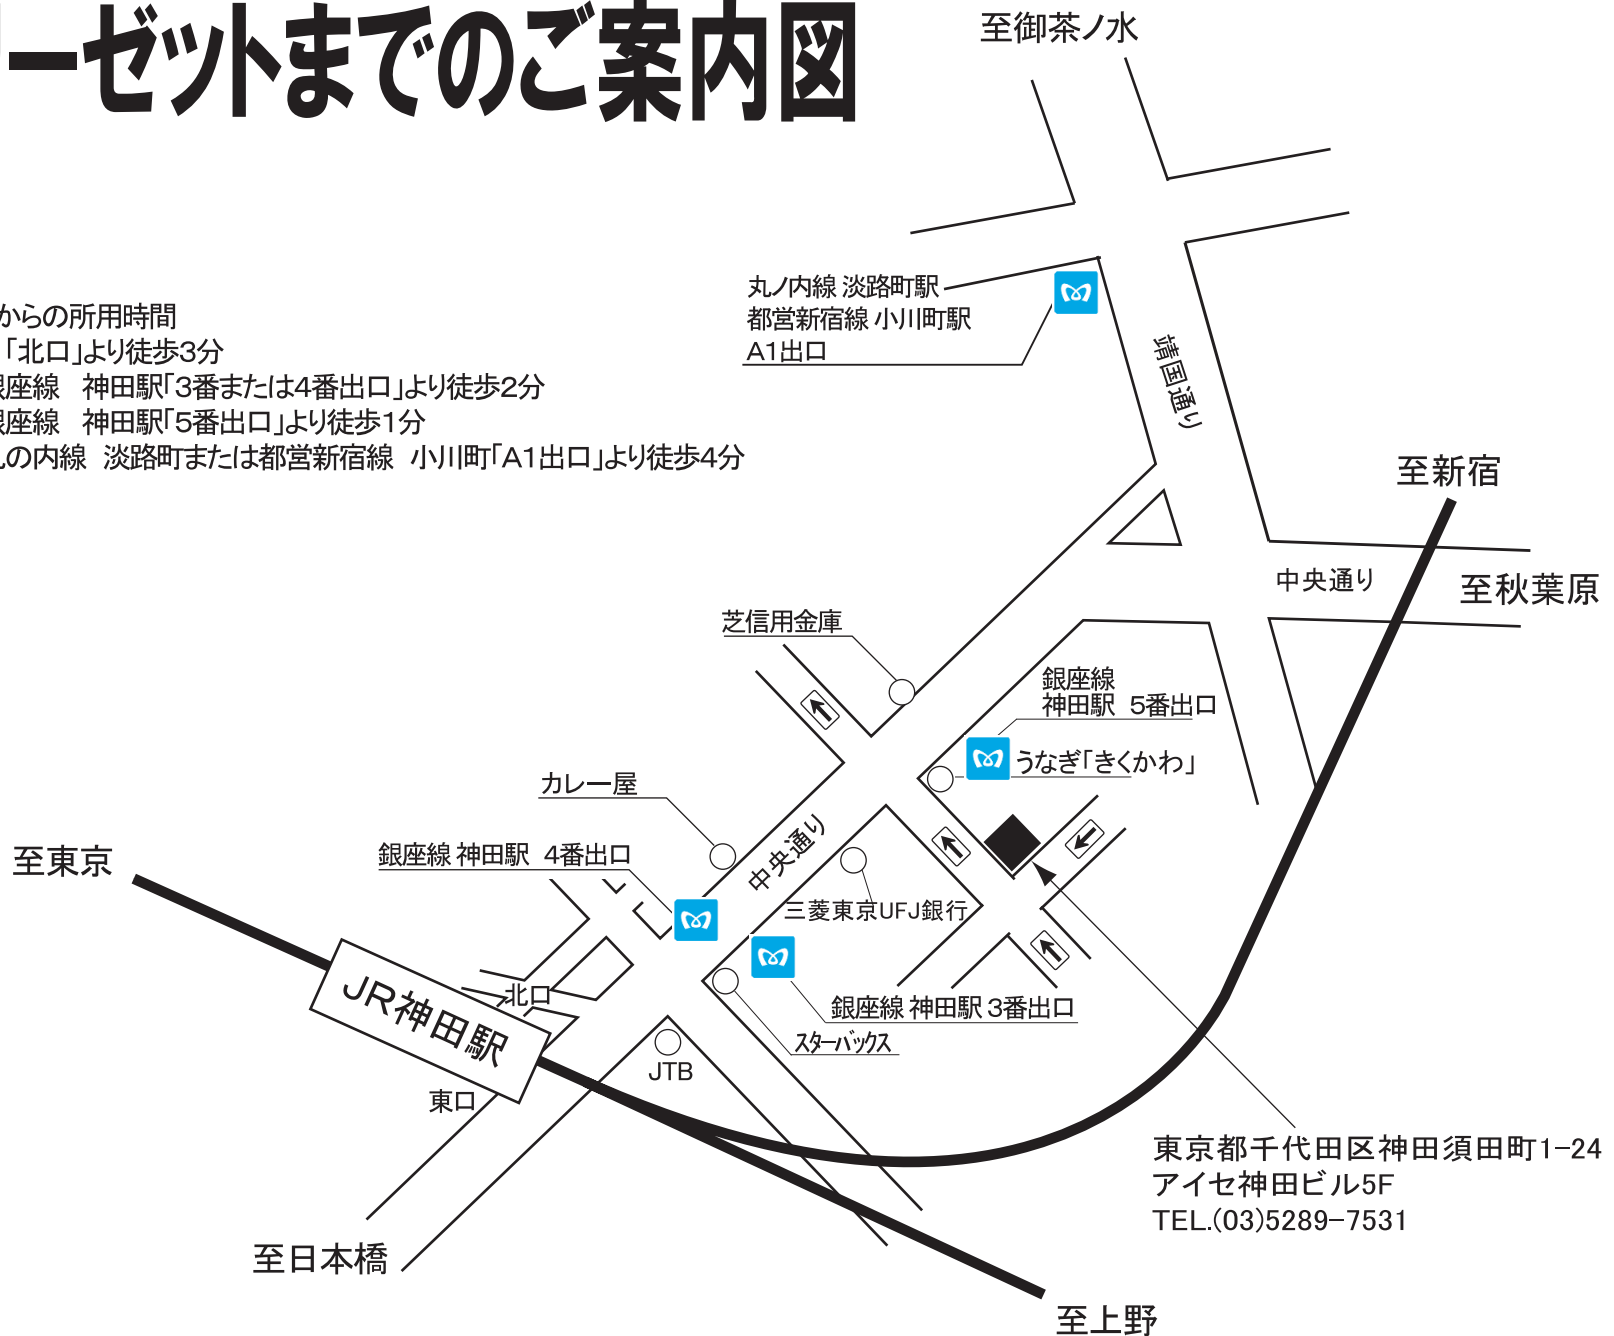 ーゼットまでのご案内図
至御茶ノ水
からの所用時間
「北口」より徒歩3分
銀座線 神田駅「3番または4番出口」より徒歩2分
銀座線 神田駅「5番出口」より徒歩1分
の内線 淡路町または都営新宿線 小川町「A1出口」より徒歩4分
丸ノ内線 淡路町駅
都営新宿線 小川町駅
A1出口
靖国通り
至新宿
中央通り
至秋葉原
芝信用金庫
銀座線
神田駅 5番出口
うなぎ「きくかわ」
カレー屋
中央通り
銀座線 神田駅 4番出口
至東京
三菱東京UFJ銀行
北口
JR神田駅
銀座線 神田駅 3番出口
スターバックス
JTB
東口
東京都千代田区神田須田町1-24
アイセ神田ビル5F
TEL.(03)5289-7531
至日本橋
至上野